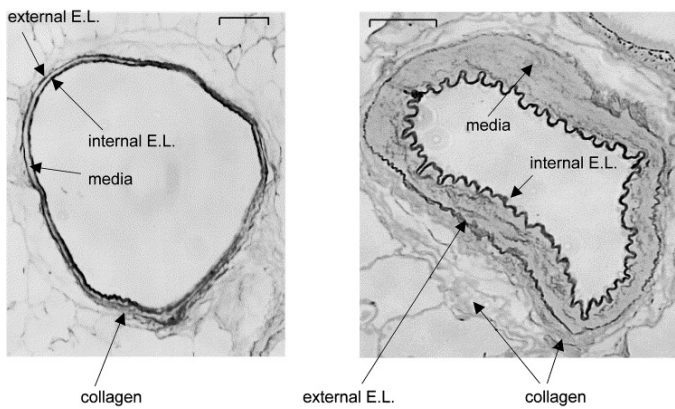 external E.L.
internal E.L.
media
collagen
media
internal E.L.
external E.L.
collagen